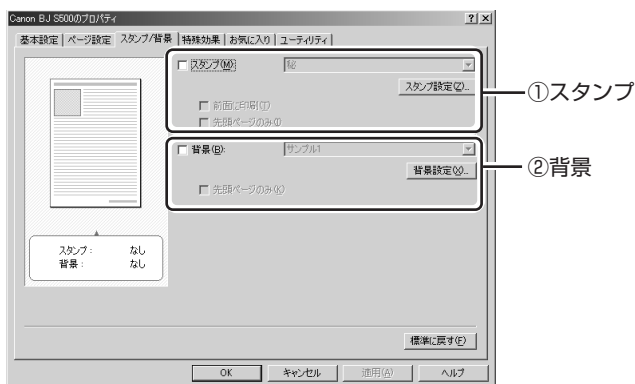 Canon BJ S500のプロパティ
基本設定 ページ設定 スタンプ/背景 特殊効果 お気に入り ユーティリティ
スタンプ(M): 秘
スタンプ設定(Z)...
前面に印刷(T)
先頭ページのみ(I)
①スタンプ
背景(B): サンプル1
背景設定(X)...
先頭ページのみ(K)
②背景
スタンプ： なし
背景： なし
標準に戻す(F)
OK キャンセル 適用(A) ヘルプ